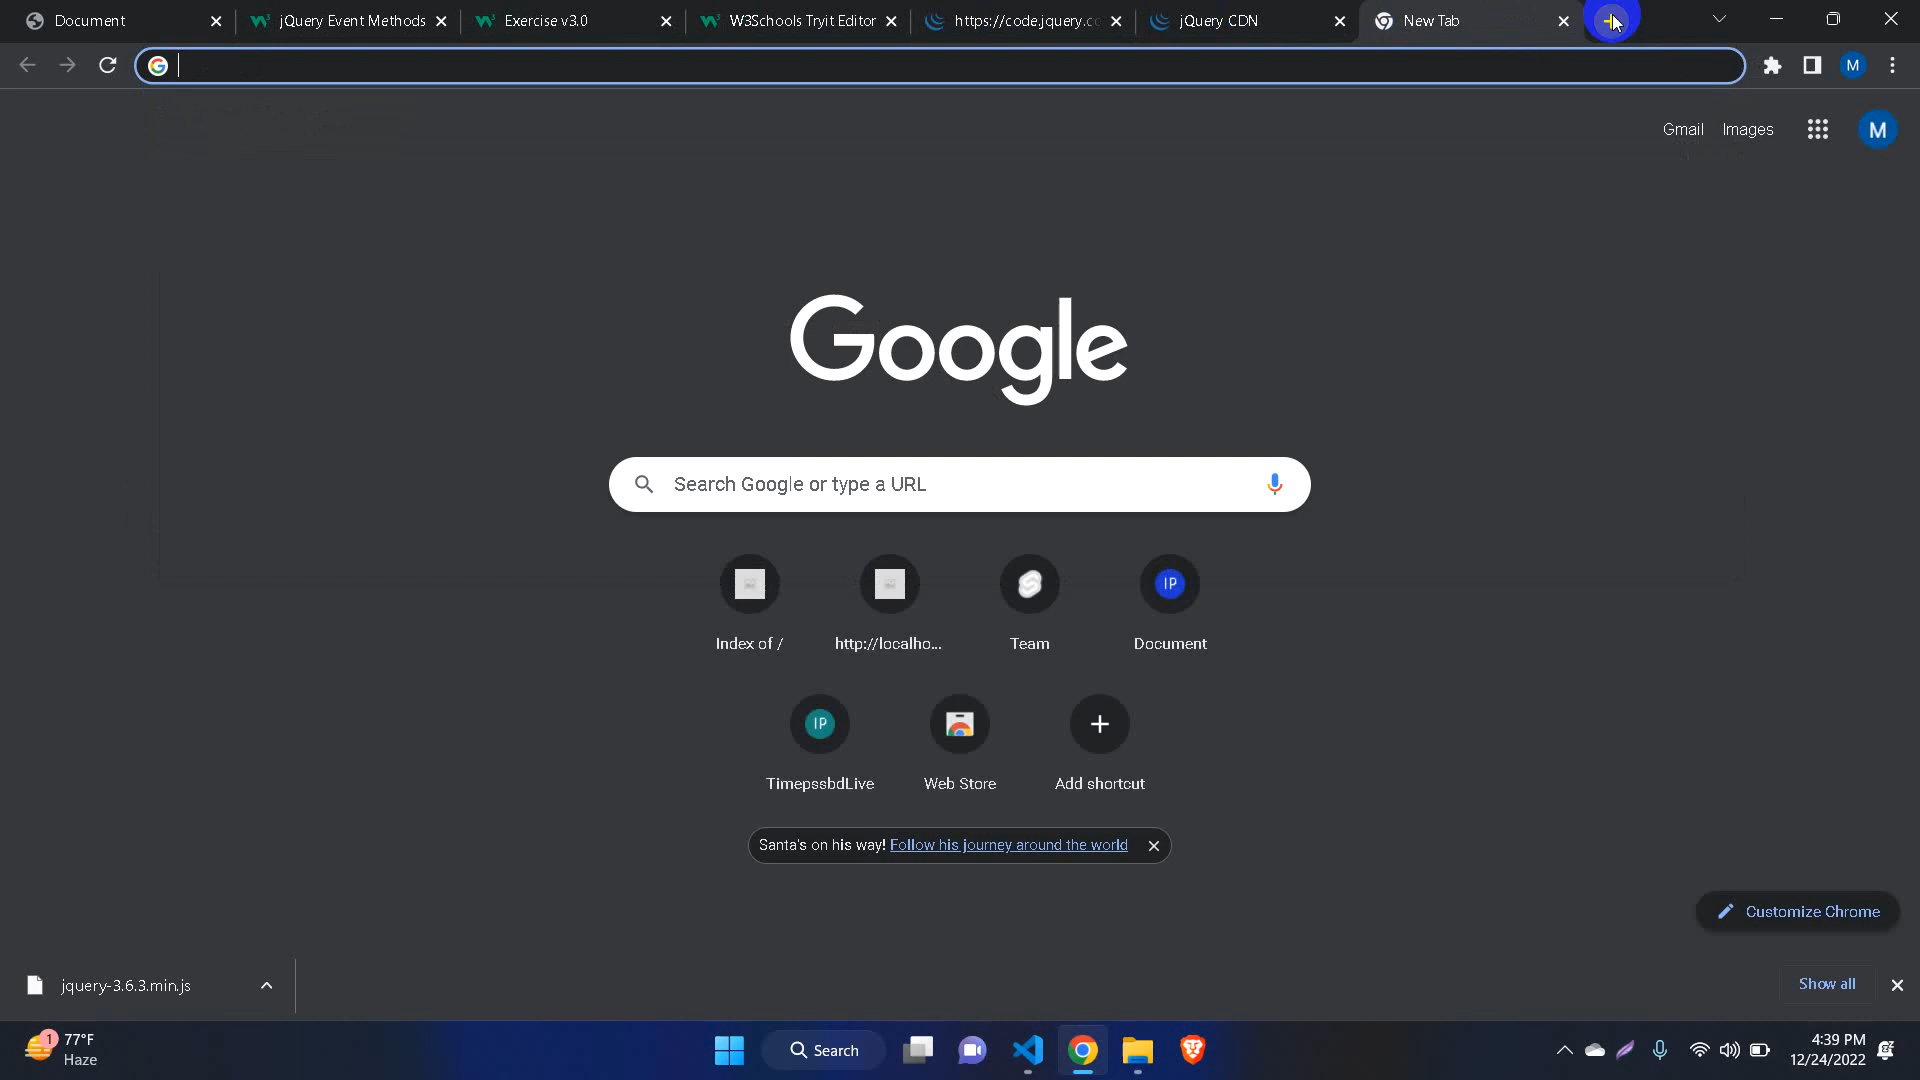 Document
jQuery Event Methods
Exercise v3.0
W3Schools Tryit Editor
https://code.jquery.co
jQuery CDN
New Tab
M
Gmail
Images
M
Google
Search Google or type a URL
Index of /
http://localho...
Team
IP
Document
IP
TimepssbdLive
Web Store
Add shortcut
Santa's on his way! Follow his journey around the world
Customize Chrome
jquery-3.6.3.min.js
Show all
1
77°F
Haze
Search
4:39 PM
12/24/2022